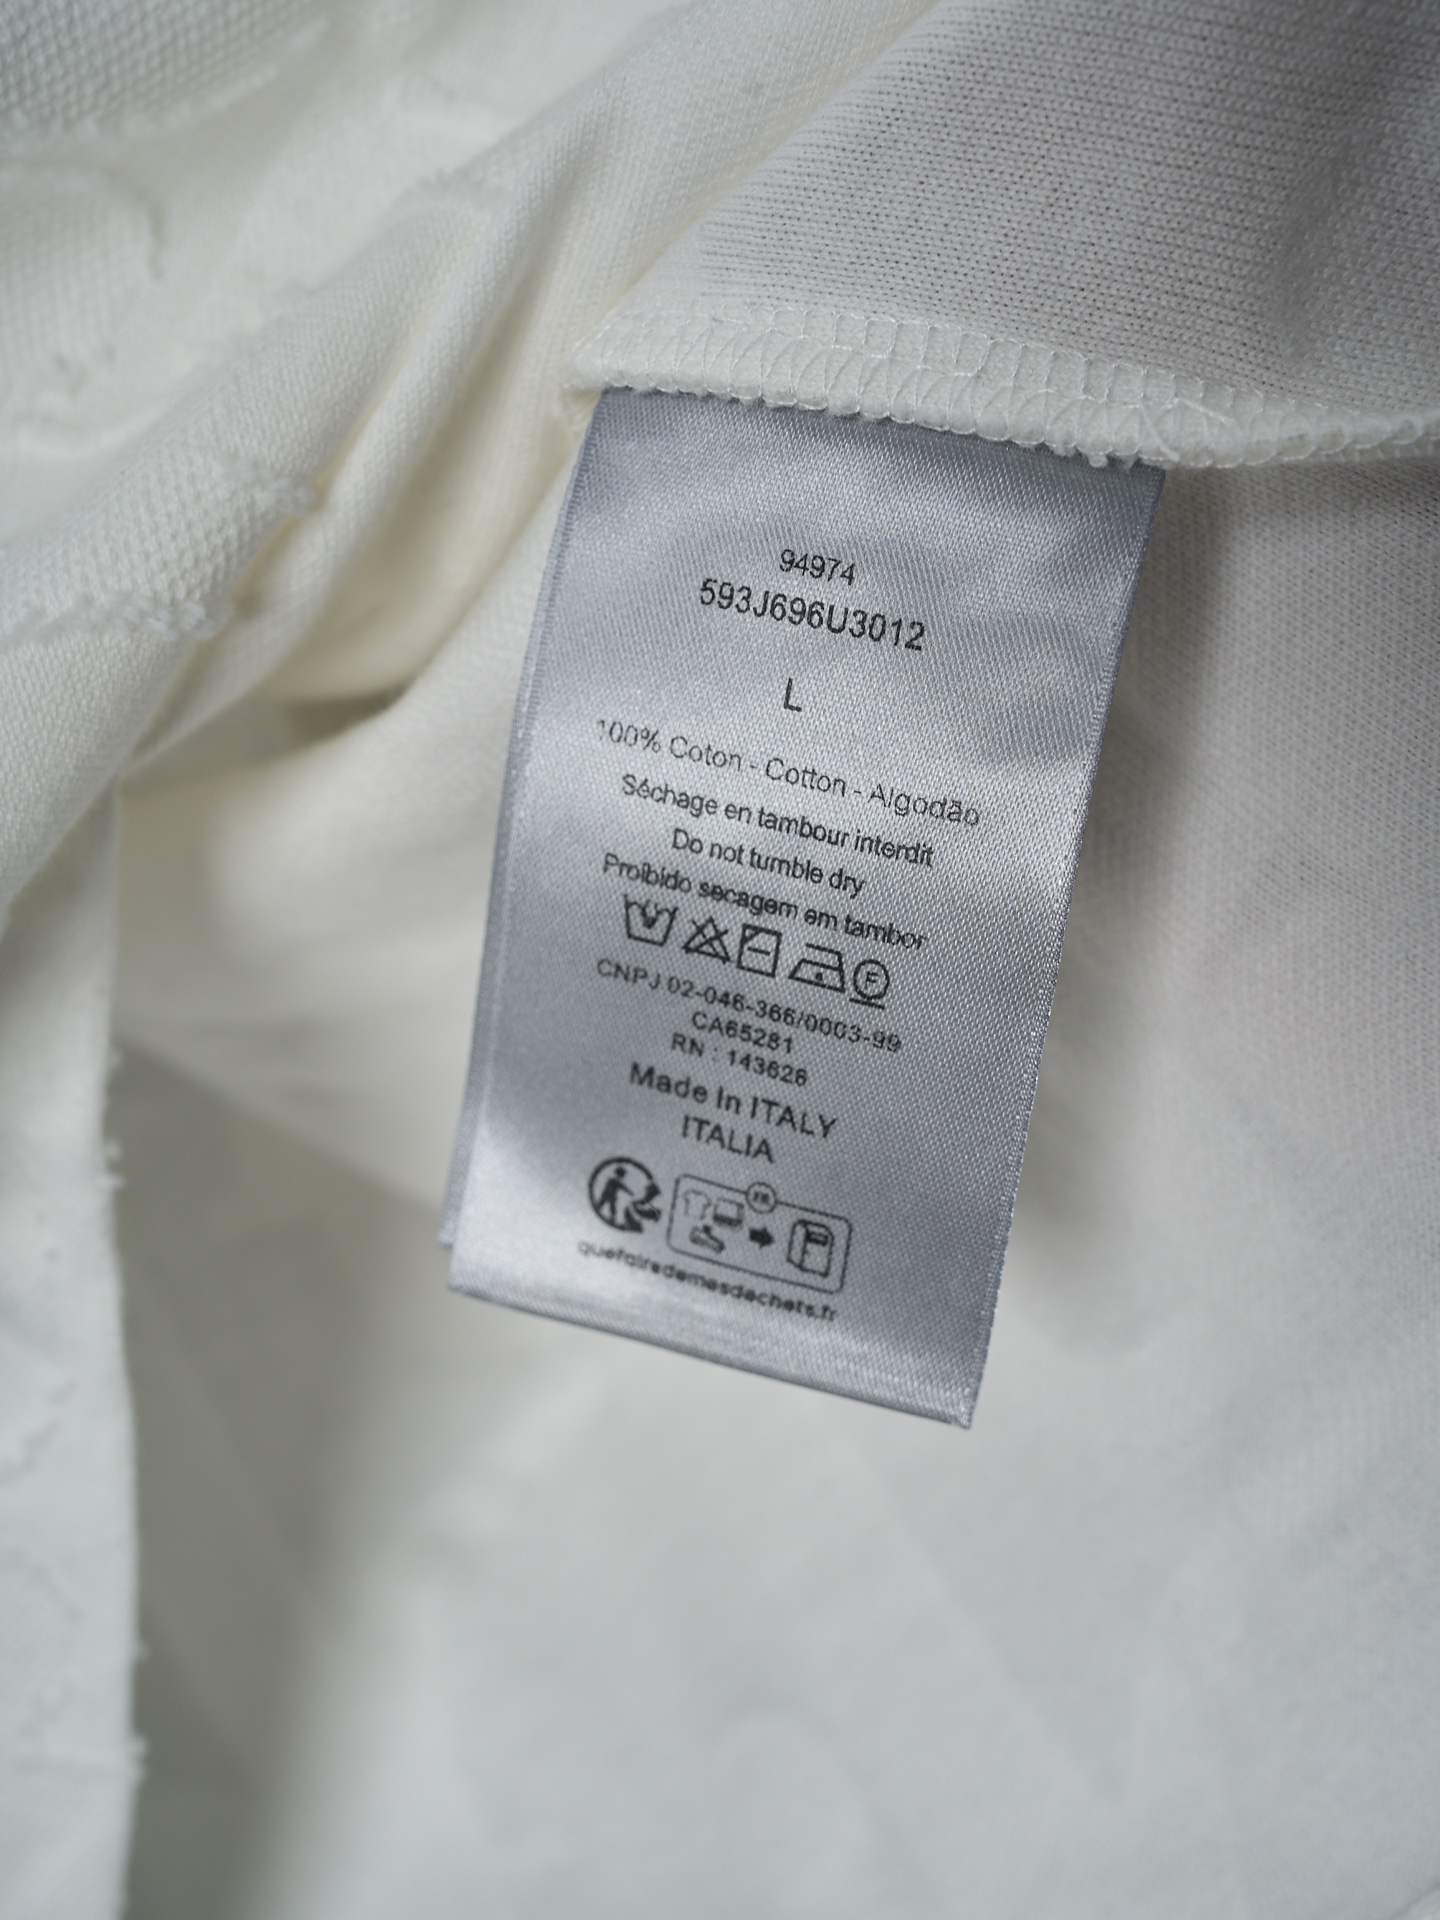 94974
593J696U3012
L
100% Coton - Cotton - Algodão
Séchage en tambour interdit
Do not tumble dry
Proibido secagem em tambor
F
CNPJ 02-046-366/0003-99
CA65281
RN : 143626
Made In ITALY
ITALIA
FR
quefairedemesdechets.fr